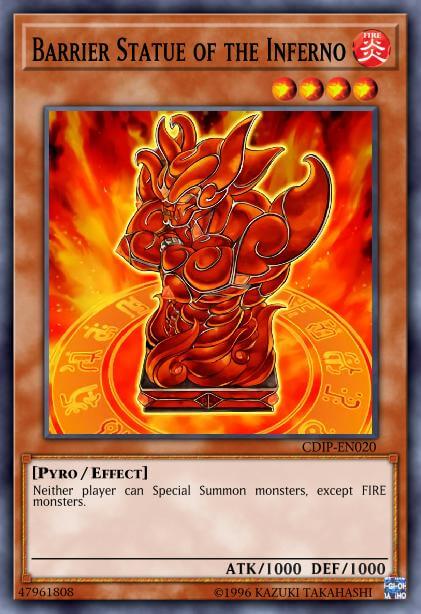 BARRIER STATUE OF THE INFERNO
FIRE
炎
CDIP-EN020
[PYRO / EFFECT]
Neither player can Special Summon monsters, except FIRE
monsters.
ATK/1000 DEF/1000
47961808
©1996 KAZUKI TAKAHASHI